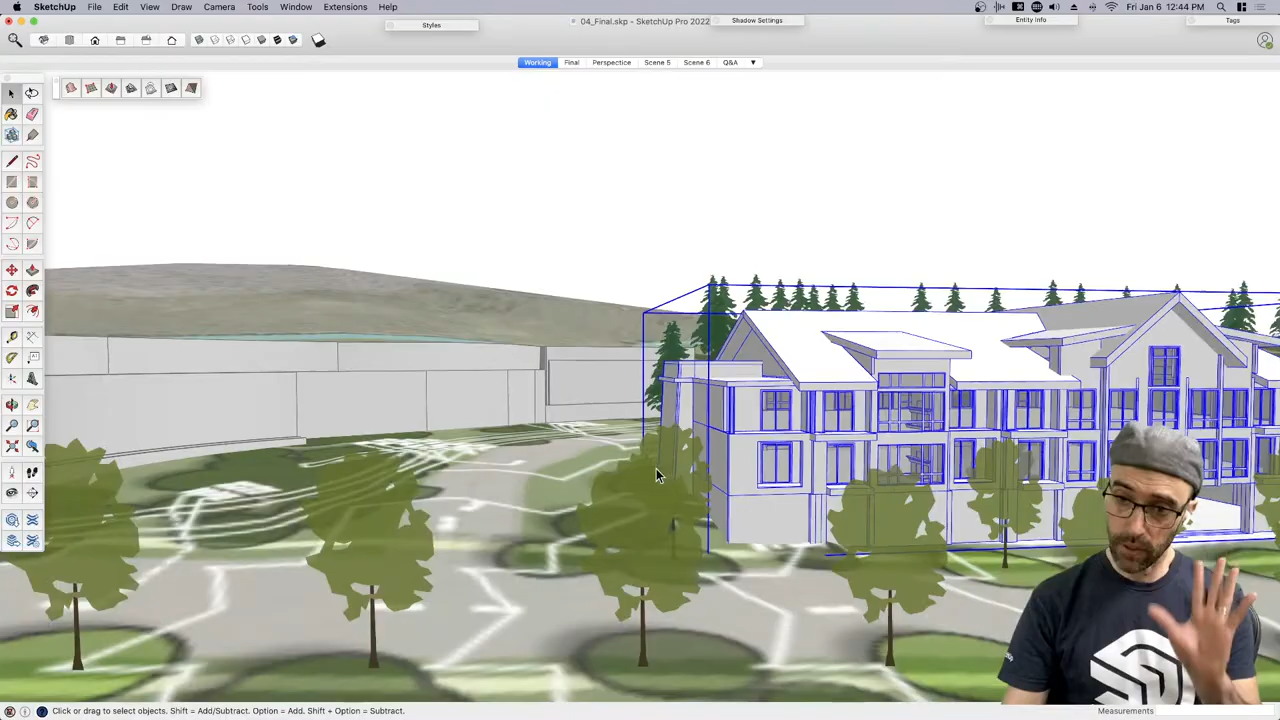 SketchUp File Edit View Draw Camera Tools Window Extensions Help
Fri Jan 6 12:44 PM
Styles
04_Final.skp - SketchUp Pro 2022
Shadow Settings
Entity Info
Tags
Working Final Perspective Scene 5 Scene 6 Q&A
Click or drag to select objects. Shift = Add/Subtract. Option = Add. Shift + Option = Subtract.
Measurements